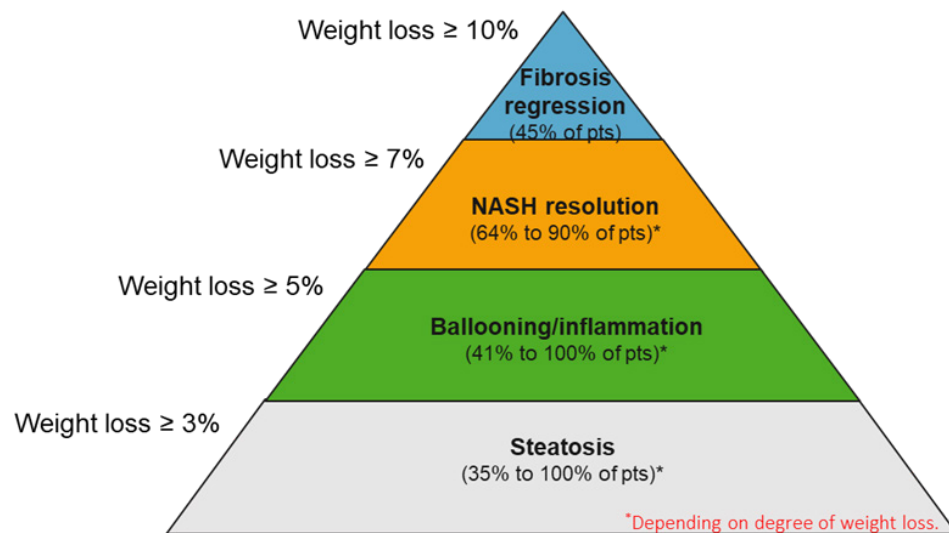 Weight loss ≥ 10%
Fibrosis
regression
(45% of pts)
Weight loss ≥ 7%
NASH resolution
(64% to 90% of pts)*
Weight loss ≥ 5%
Ballooning/inflammation
(41% to 100% of pts)*
Weight loss ≥ 3%
Steatosis
(35% to 100% of pts)*
*Depending on degree of weight loss.